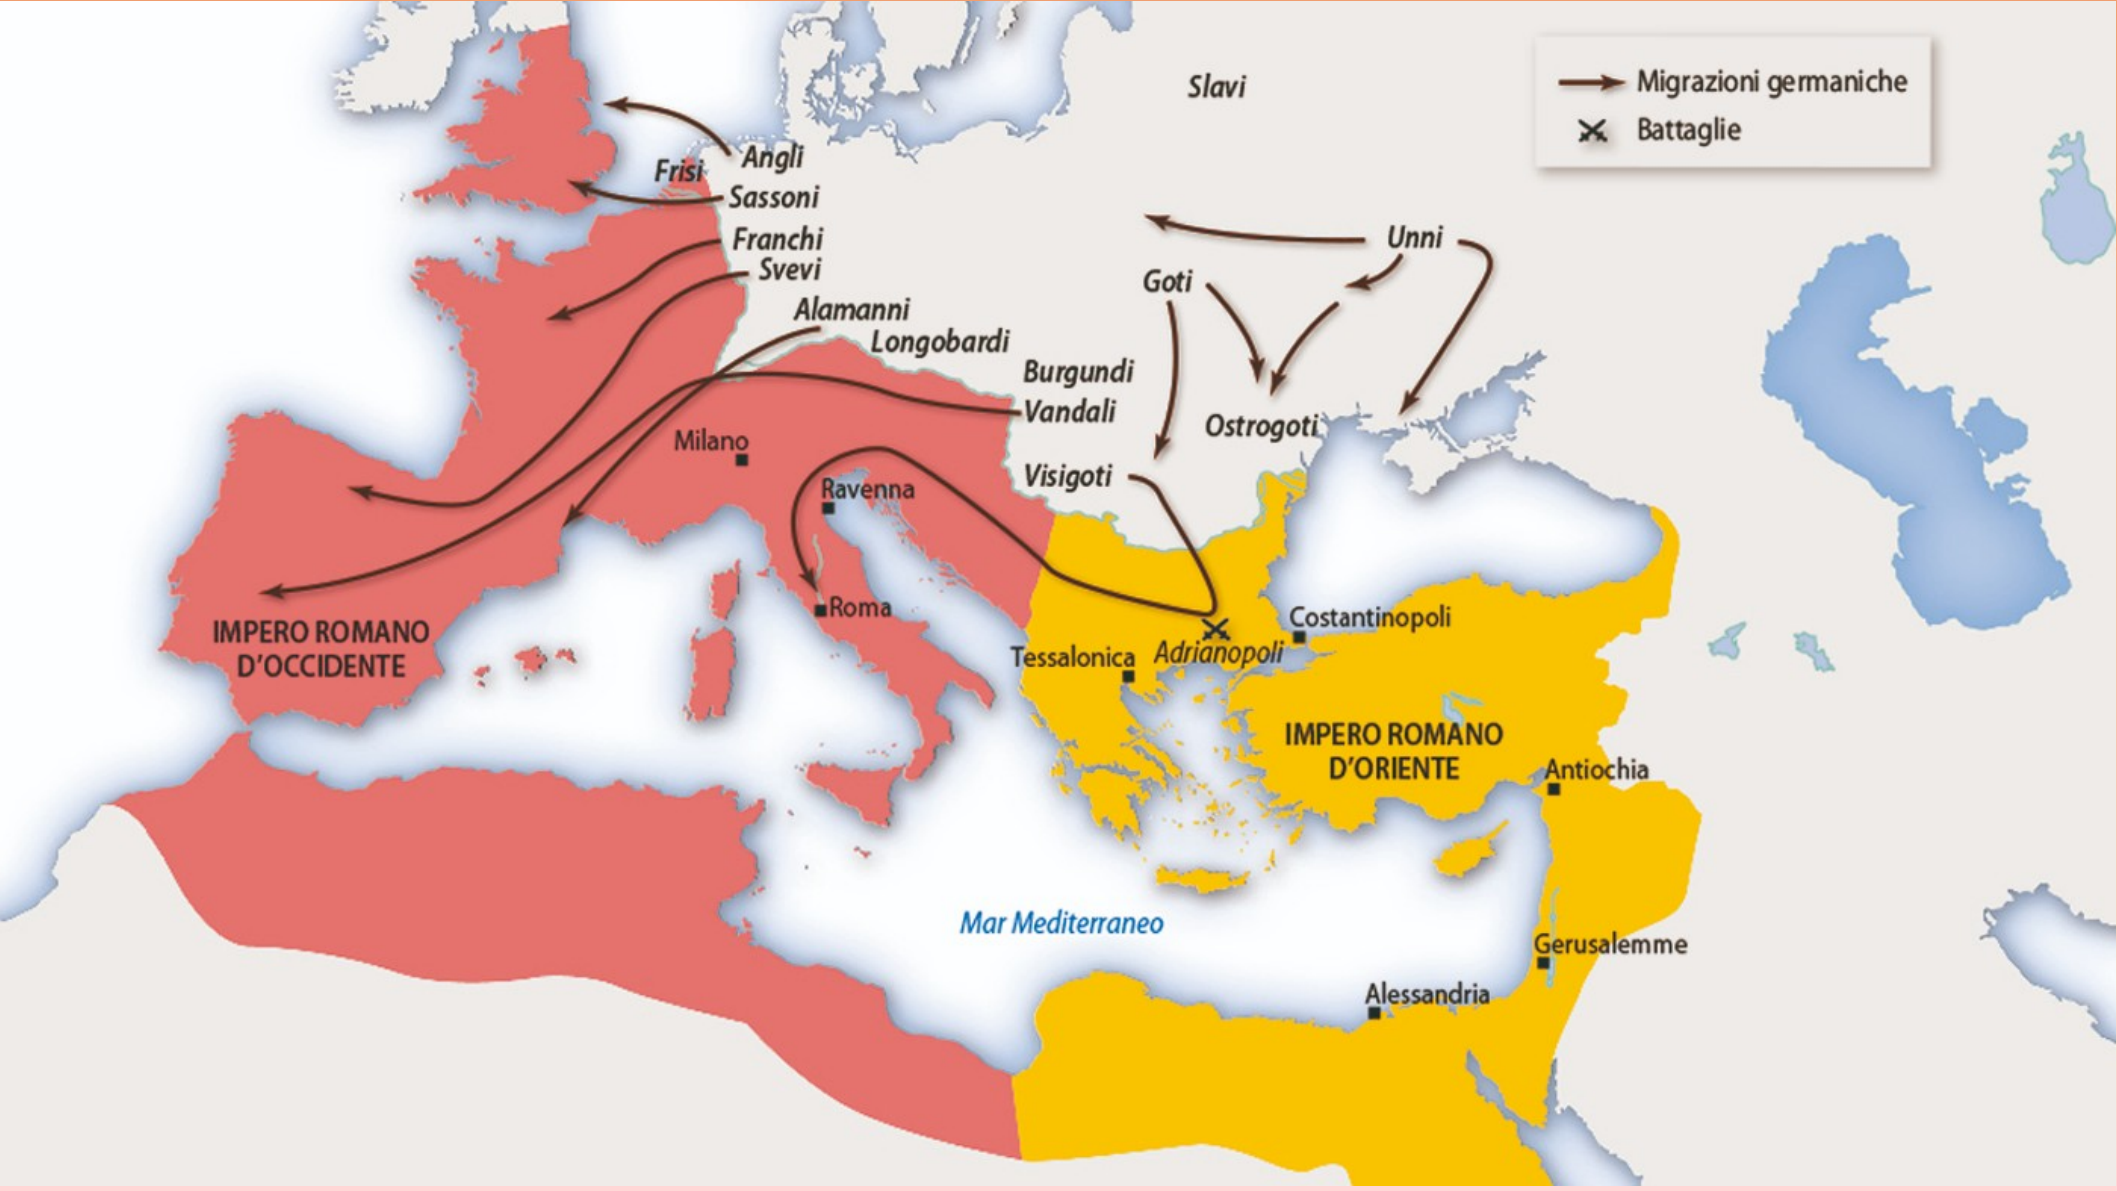 Slavi
Migrazioni germaniche
Battaglie
Angli
Frisi
Sassoni
Franchi
Svevi
Unni
Goti
Alamanni
Longobardi
Burgundi
Vandali
Ostrogoti
Milano
Visigoti
Ravenna
Roma
Costantinopoli
IMPERO ROMANO
D'OCCIDENTE
Tessalonica
Adrianopoli
IMPERO ROMANO
D'ORIENTE
Antiochia
Mar Mediterraneo
Gerusalemme
Alessandria